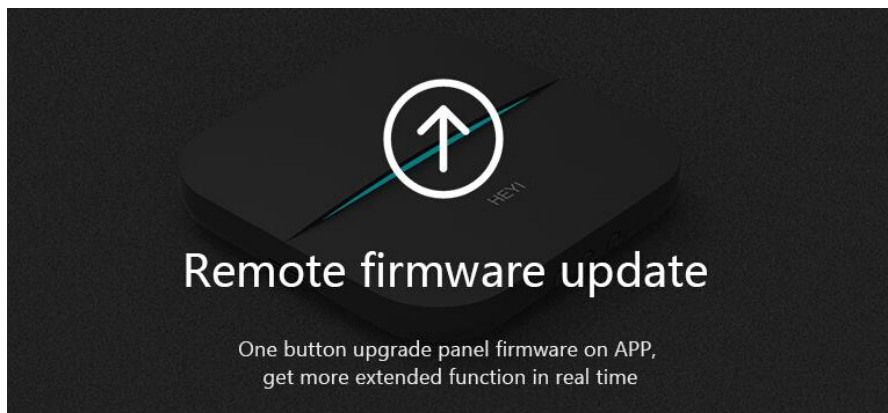 HEYI
Remote firmware update
One button upgrade panel firmware on APP,
get more extended function in real time